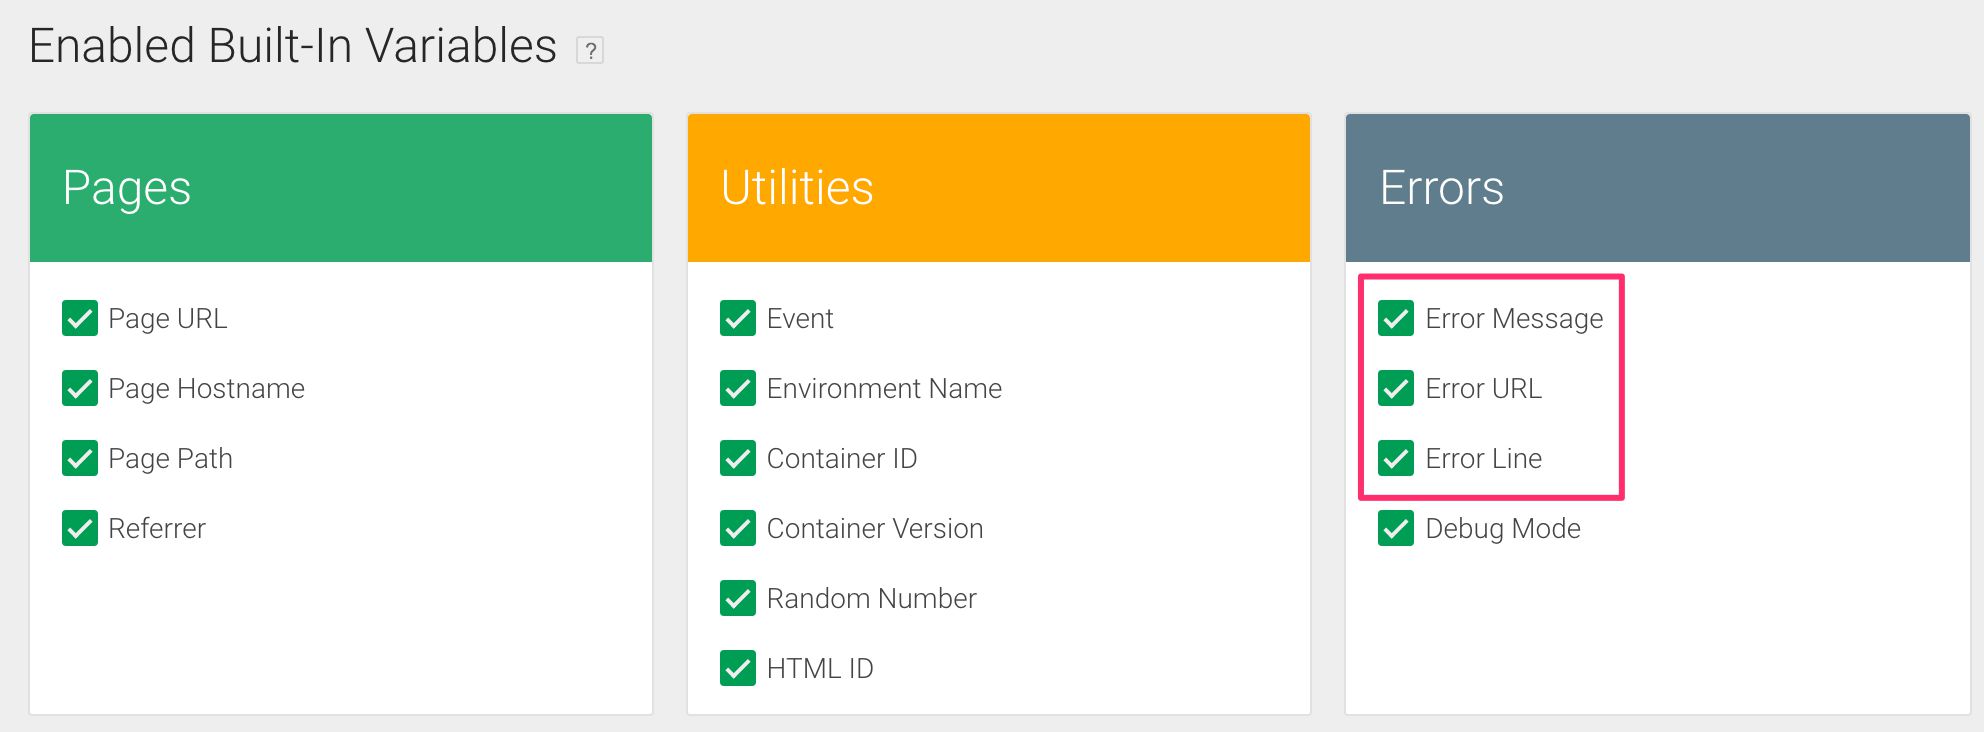 Enabled Built-In Variables ?
Pages
Page URL
Page Hostname
Page Path
Referrer
Utilities
Event
Environment Name
Container ID
Container Version
Random Number
HTML ID
Errors
Error Message
Error URL
Error Line
Debug Mode